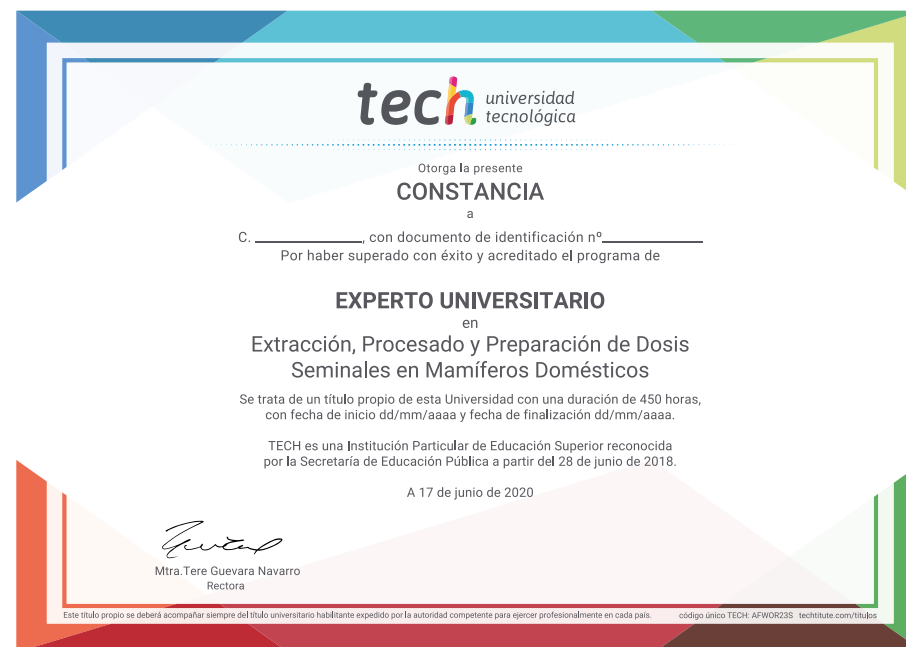 tech universidad
tecnológica
Otorga la presente
CONSTANCIA
a
C. ____________, con documento de identificación nº____________
Por haber superado con éxito y acreditado el programa de
EXPERTO UNIVERSITARIO
en
Extracción, Procesado y Preparación de Dosis
Seminales en Mamíferos Domésticos
Se trata de un título propio de esta Universidad con una duración de 450 horas,
con fecha de inicio dd/mm/aaaa y fecha de finalización dd/mm/aaaa.
TECH es una Institución Particular de Educación Superior reconocida
por la Secretaría de Educación Pública a partir del 28 de junio de 2018.
A 17 de junio de 2020
Mtra.Tere Guevara Navarro
Rectora
Este título propio se deberá acompañar siempre del título universitario habilitante expedido por la autoridad competente para ejercer profesionalmente en cada país. código único TECH: AFWOR23S techtitute.com/títulos